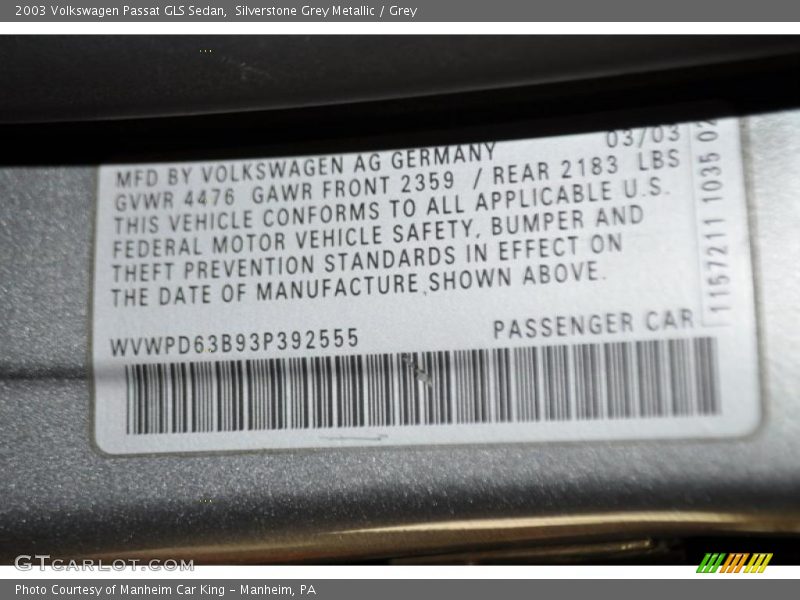 2003 Volkswagen Passat GLS Sedan,  Silverstone Grey Metallic / Grey
03/03
MFD BY VOLKSWAGEN AG GERMANY
GVWR 4476 GAWR FRONT 2359 / REAR 2183 LBS
THIS VEHICLE CONFORMS TO ALL APPLICABLE U.S.
FEDERAL MOTOR VEHICLE SAFETY, BUMPER AND
THEFT PREVENTION STANDARDS IN EFFECT ON
THE DATE OF MANUFACTURE,SHOWN ABOVE.
1157211 1035
WVWPD63B93P392555 PASSENGER CAR
GTCARLOT.COM
Photo Courtesy of Manheim Car King - Manheim, PA